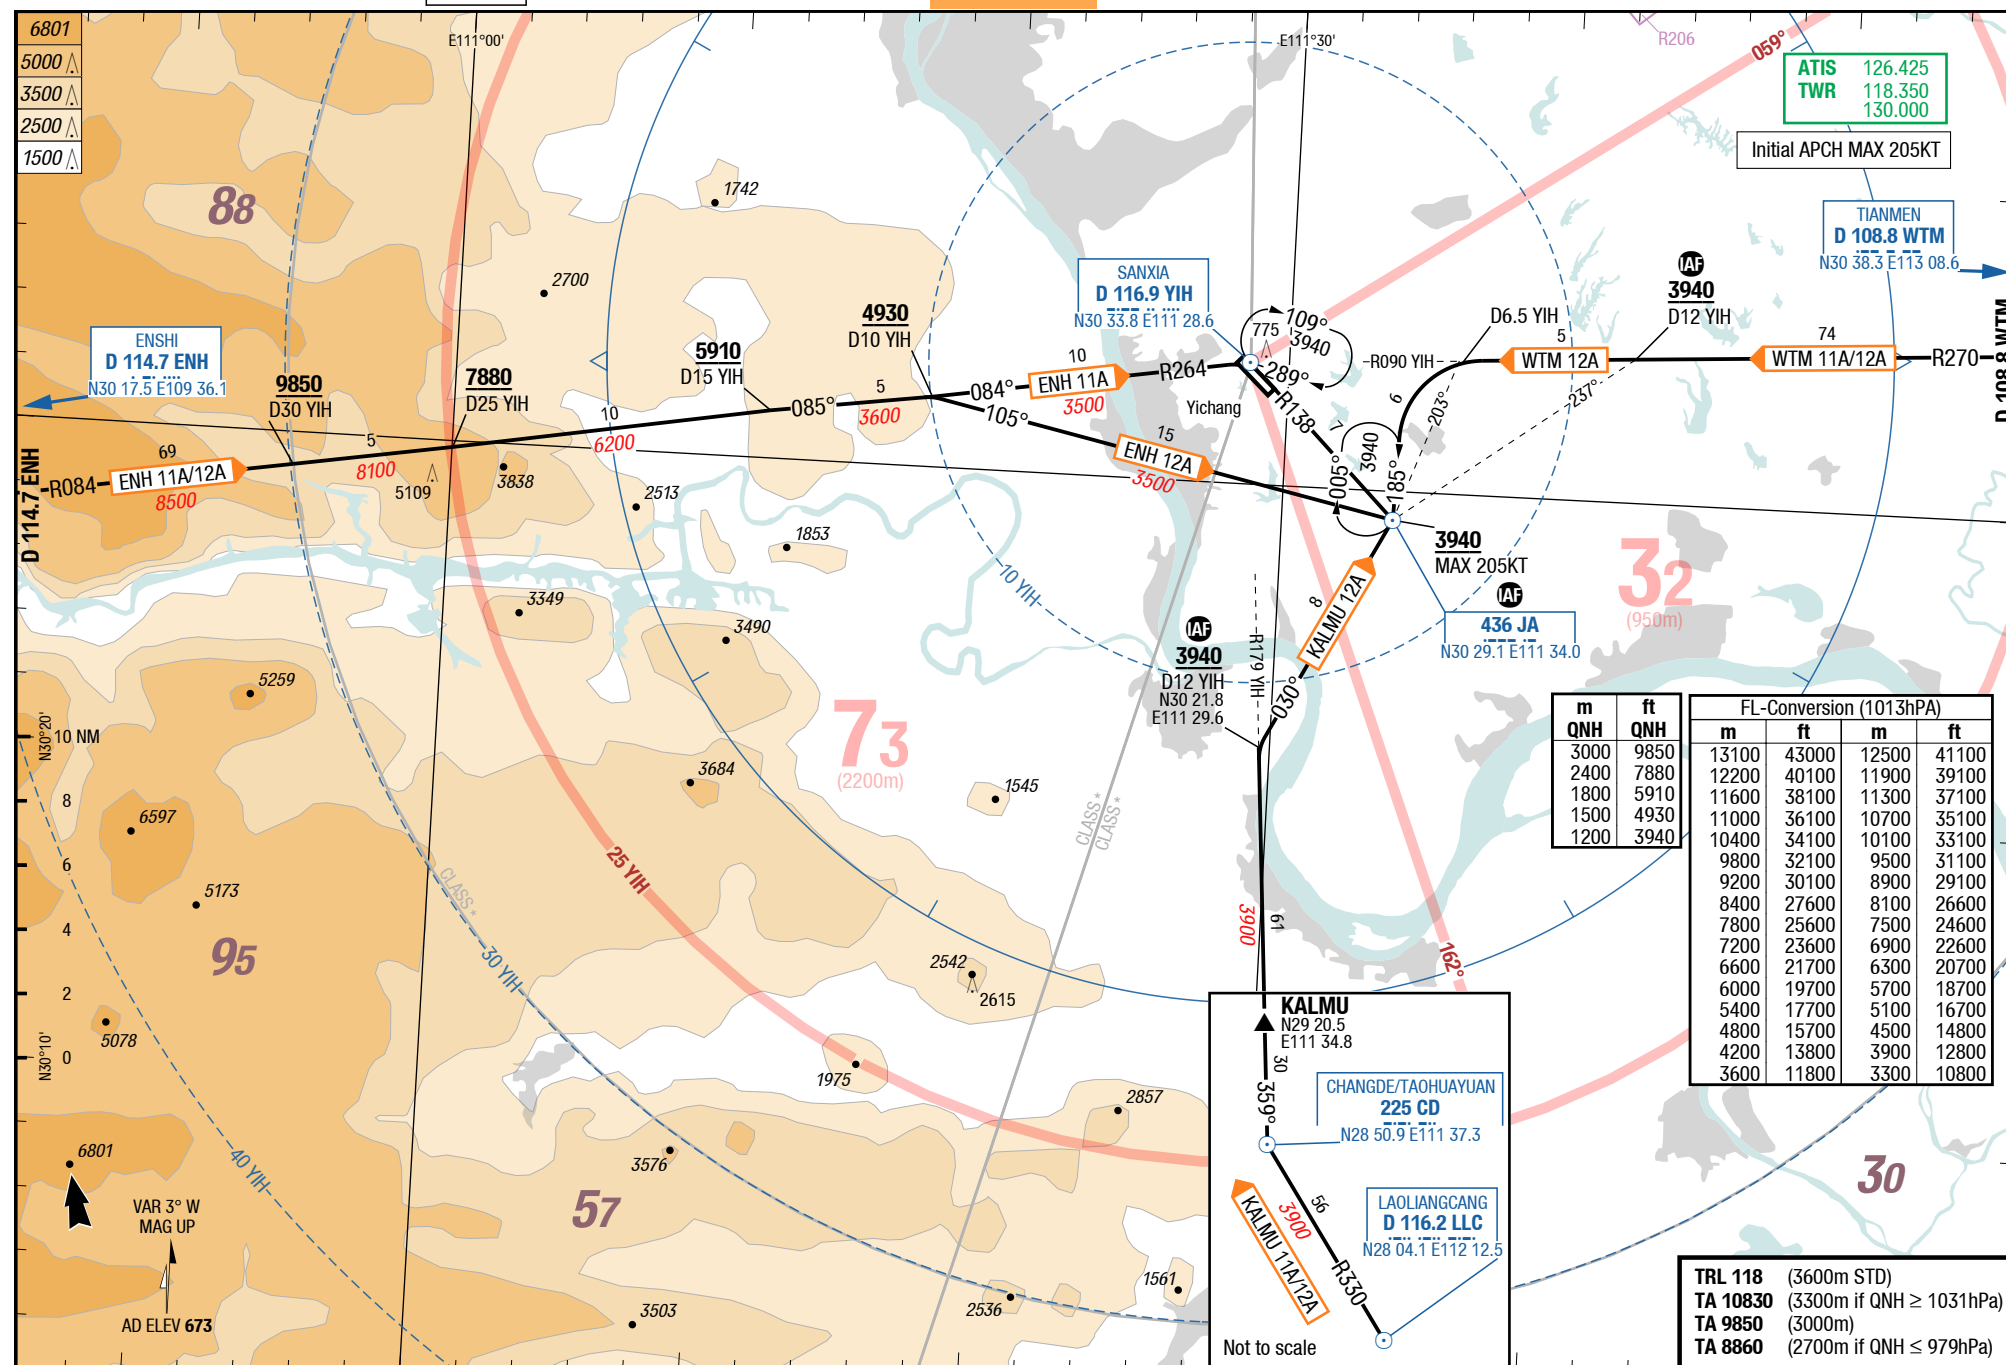 6801
5000
3500
2500
1500
E111°00'
E111°30'
R206
059°
ATIS 126.425
TWR 118.350
130.000
Initial APCH MAX 205KT
TIANMEN
D 108.8 WTM
N30 38.3 E113 08.6
88
1742
2700
SANXIA
D 116.9 YIH
N30 33.8 E111 28.6
IAF
3940
D12 YIH
D6.5 YIH
5
WTM 12A
74
WTM 11A/12A
R270
D 108.8 WTM
ENSHI
D 114.7 ENH
N30 17.5 E109 36.1
9850
D30 YIH
7880
D25 YIH
5910
D15 YIH
4930
D10 YIH
775
109°
3940
289°
R090 YIH
6
203°
237°
10
ENH 11A
3500
R264
084°
085°
5
3600
105°
Yichang
R138
7
15
ENH 12A
3500
005°
3940
185°
69
R084
ENH 11A/12A
8500
D 114.7 ENH
5
8100
10
6200
5109
3838
2513
1853
3349
3490
10 YIH
3940
MAX 205KT
IAF
436 JA
N30 29.1 E111 34.0
32
(950m)
8
KALMU 12A
030°
R179 YIH
IAF
3940
D12 YIH
N30 21.8
E111 29.6
5259
N30°20'
10 NM
8
6
4
2
0
N30°10'
6597
5173
5078
95
73
(2200m)
3684
1545
CLASS *
CLASS *
CLASS *
25 YIH
30 YIH
40 YIH
2542
2615
1975
2857
3576
57
3503
2536
1561
3900
61
162°
m ft
QNH QNH
3000 9850
2400 7880
1800 5910
1500 4930
1200 3940
FL-Conversion (1013hPA)
m ft m ft
13100 43000 12500 41100
12200 40100 11900 39100
11600 38100 11300 37100
11000 36100 10700 35100
10400 34100 10100 33100
9800 32100 9500 31100
9200 30100 8900 29100
8400 27600 8100 26600
7800 25600 7500 24600
7200 23600 6900 22600
6600 21700 6300 20700
6000 19700 5700 18700
5400 17700 5100 16700
4800 15700 4500 14800
4200 13800 3900 12800
3600 11800 3300 10800
KALMU
N29 20.5
E111 34.8
30
359°
CHANGDE/TAOHUAYUAN
225 CD
N28 50.9 E111 37.3
56
3900
KALMU 11A/12A
R330
LAOLIANGCANG
D 116.2 LLC
N28 04.1 E112 12.5
Not to scale
30
6801
VAR 3° W
MAG UP
AD ELEV 673
TRL 118 (3600m STD)
TA 10830 (3300m if QNH ≥ 1031hPa)
TA 9850 (3000m)
TA 8860 (2700m if QNH ≤ 979hPa)